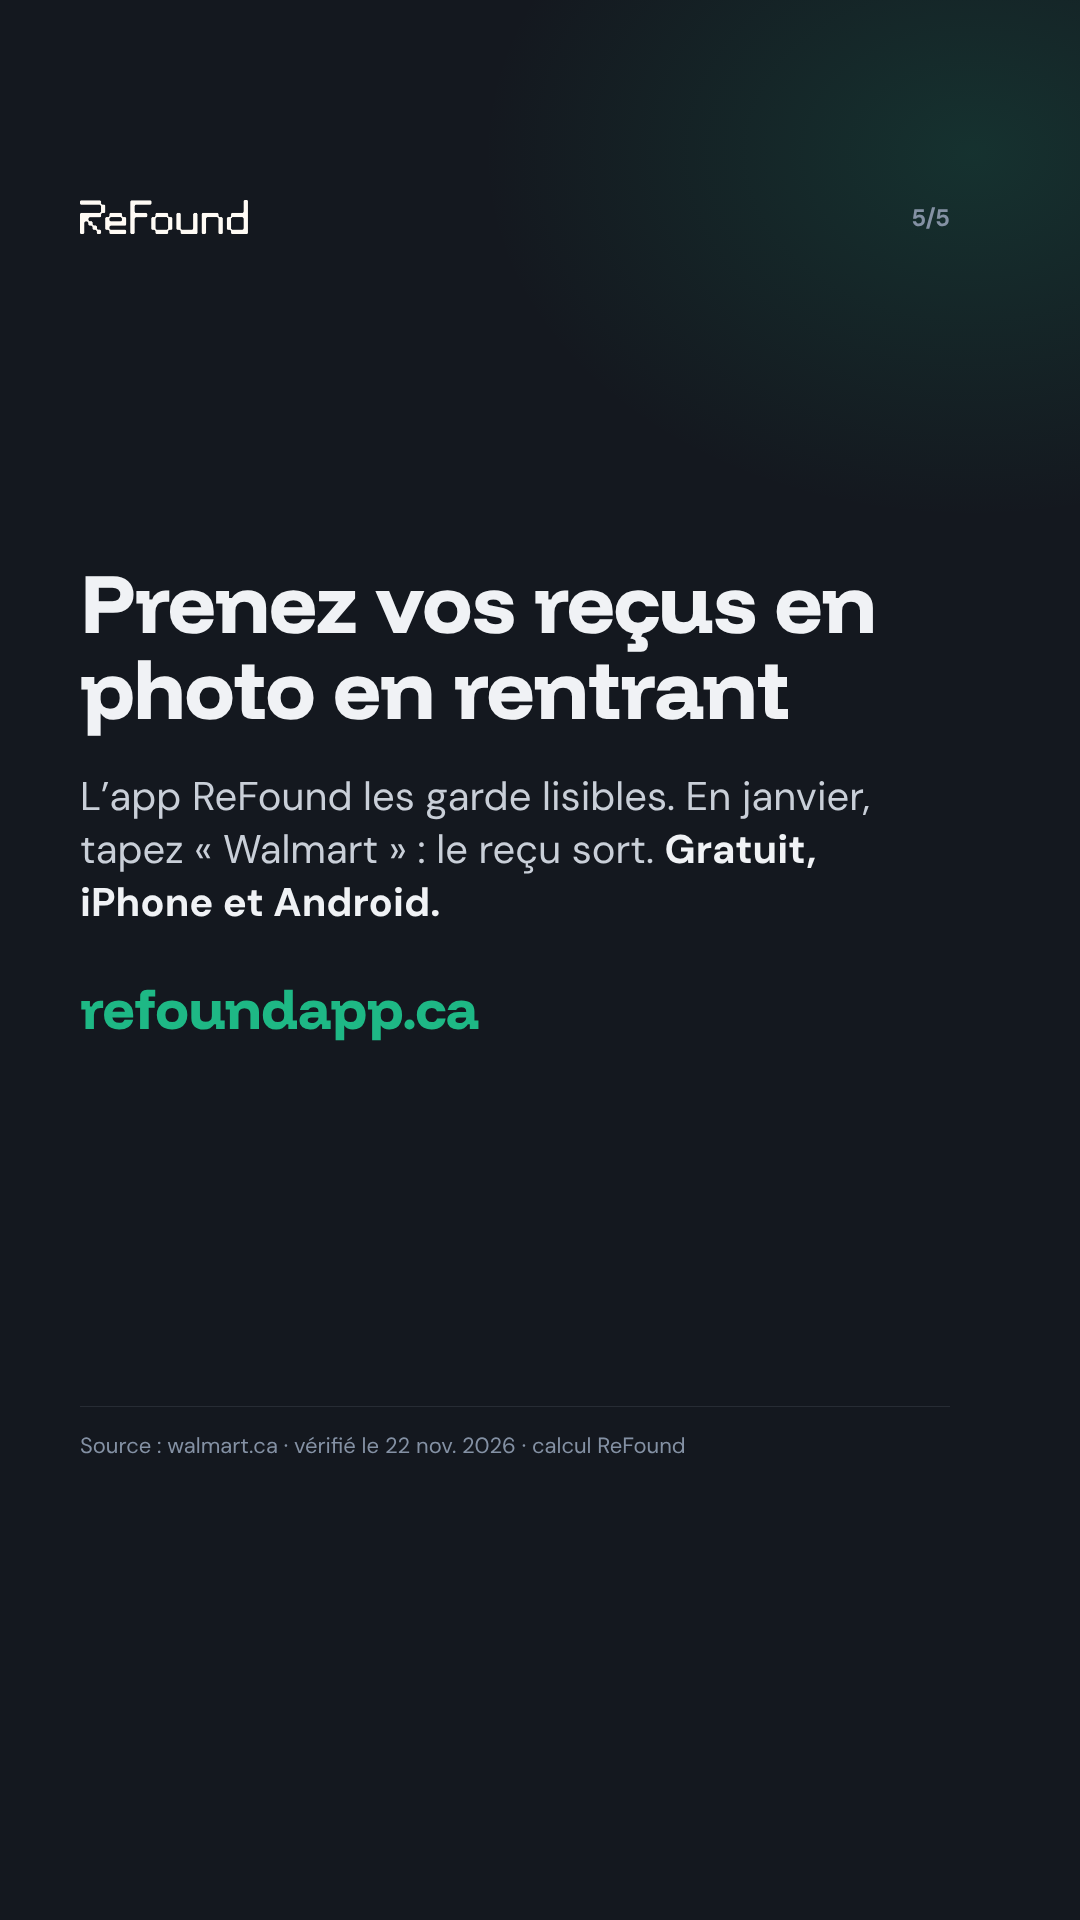 ReFound
5/5
Prenez vos reçus en
photo en rentrant
L’app ReFound les garde lisibles. En janvier,
tapez « Walmart » : le reçu sort. Gratuit,
iPhone et Android.
refoundapp.ca
Source : walmart.ca · vérifié le 22 nov. 2026 · calcul ReFound